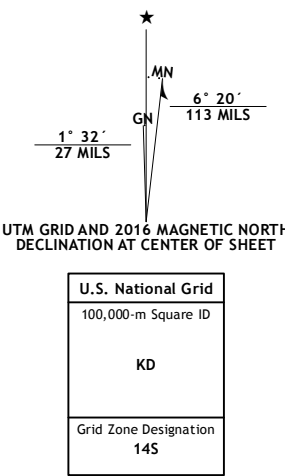 ★
MN
GN
6° 20´
113 MILS
1° 32´
27 MILS
UTM GRID AND 2016 MAGNETIC NORTH
DECLINATION AT CENTER OF SHEET
U.S. National Grid
100,000-m Square ID
KD
Grid Zone Designation
14S